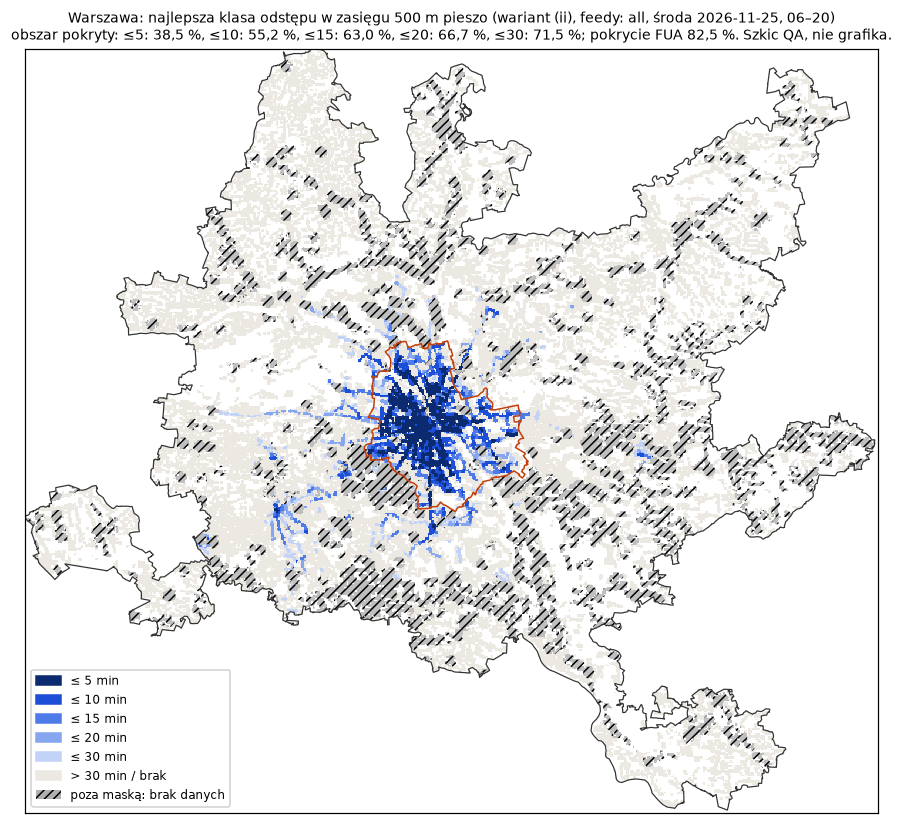 Warszawa: najlepsza klasa odstępu w zasięgu 500 m pieszo (wariant (ii), feedy: all, środa 2026-11-25, 06–20)
obszar pokryty: ≤5: 38,5 %, ≤10: 55,2 %, ≤15: 63,0 %, ≤20: 66,7 %, ≤30: 71,5 %; pokrycie FUA 82,5 %. Szkic QA, nie grafika.
≤ 5 min
≤ 10 min
≤ 15 min
≤ 20 min
≤ 30 min
> 30 min / brak
poza maską: brak danych